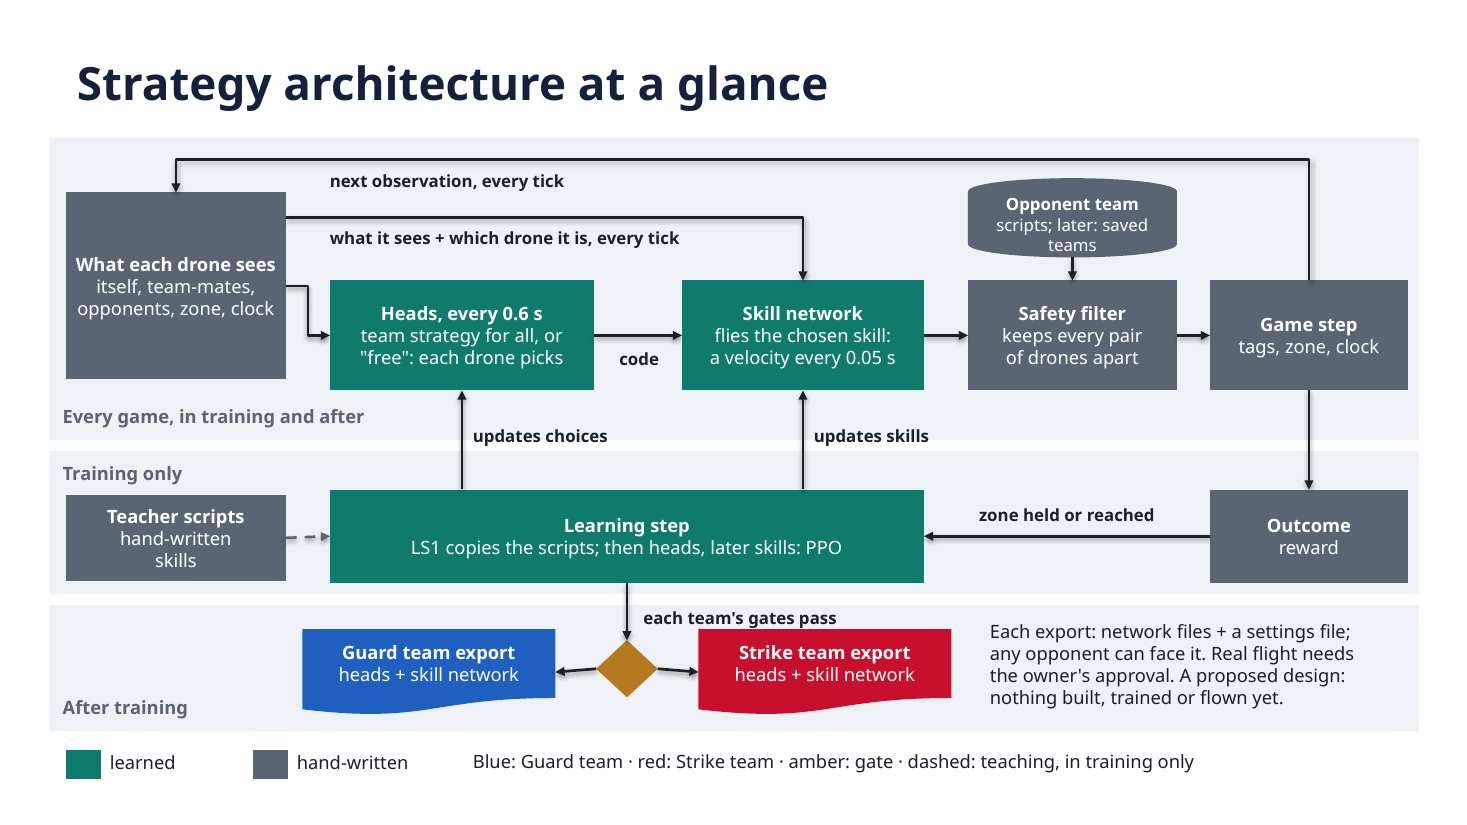 Strategy architecture at a glance
next observation, every tick
what it sees + which drone it is, every tick
Opponent team
scripts; later: saved
teams
What each drone sees
itself, team-mates,
opponents, zone, clock
Heads, every 0.6 s
team strategy for all, or
"free": each drone picks
code
Skill network
flies the chosen skill:
a velocity every 0.05 s
Safety filter
keeps every pair
of drones apart
Game step
tags, zone, clock
Every game, in training and after
updates choices
updates skills
Training only
Teacher scripts
hand-written
skills
Learning step
LS1 copies the scripts; then heads, later skills: PPO
zone held or reached
Outcome
reward
each team's gates pass
Guard team export
heads + skill network
Strike team export
heads + skill network
Each export: network files + a settings file;
any opponent can face it. Real flight needs
the owner's approval. A proposed design:
nothing built, trained or flown yet.
After training
learned
hand-written
Blue: Guard team · red: Strike team · amber: gate · dashed: teaching, in training only